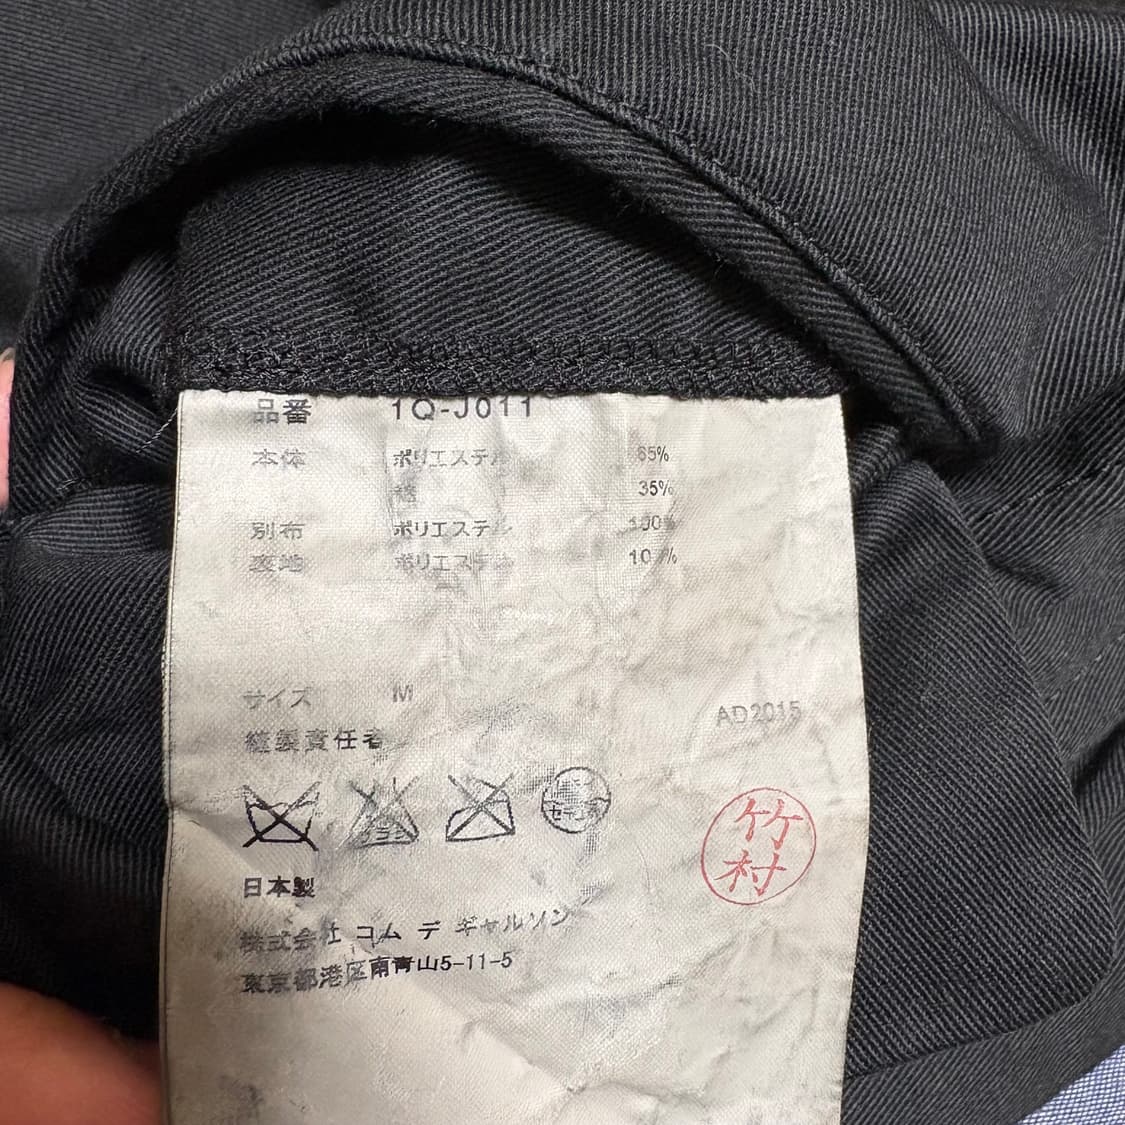 品番 1Q-J011
本体 ポリエステル 65%
綿 35%
別布 ポリエステル 100%
裏地 ポリエステル 100%
サイズ M
AD2015
縫製責任者
日本製
竹村
株式会社 コム デ ギャルソン
東京都港区南青山5-11-5